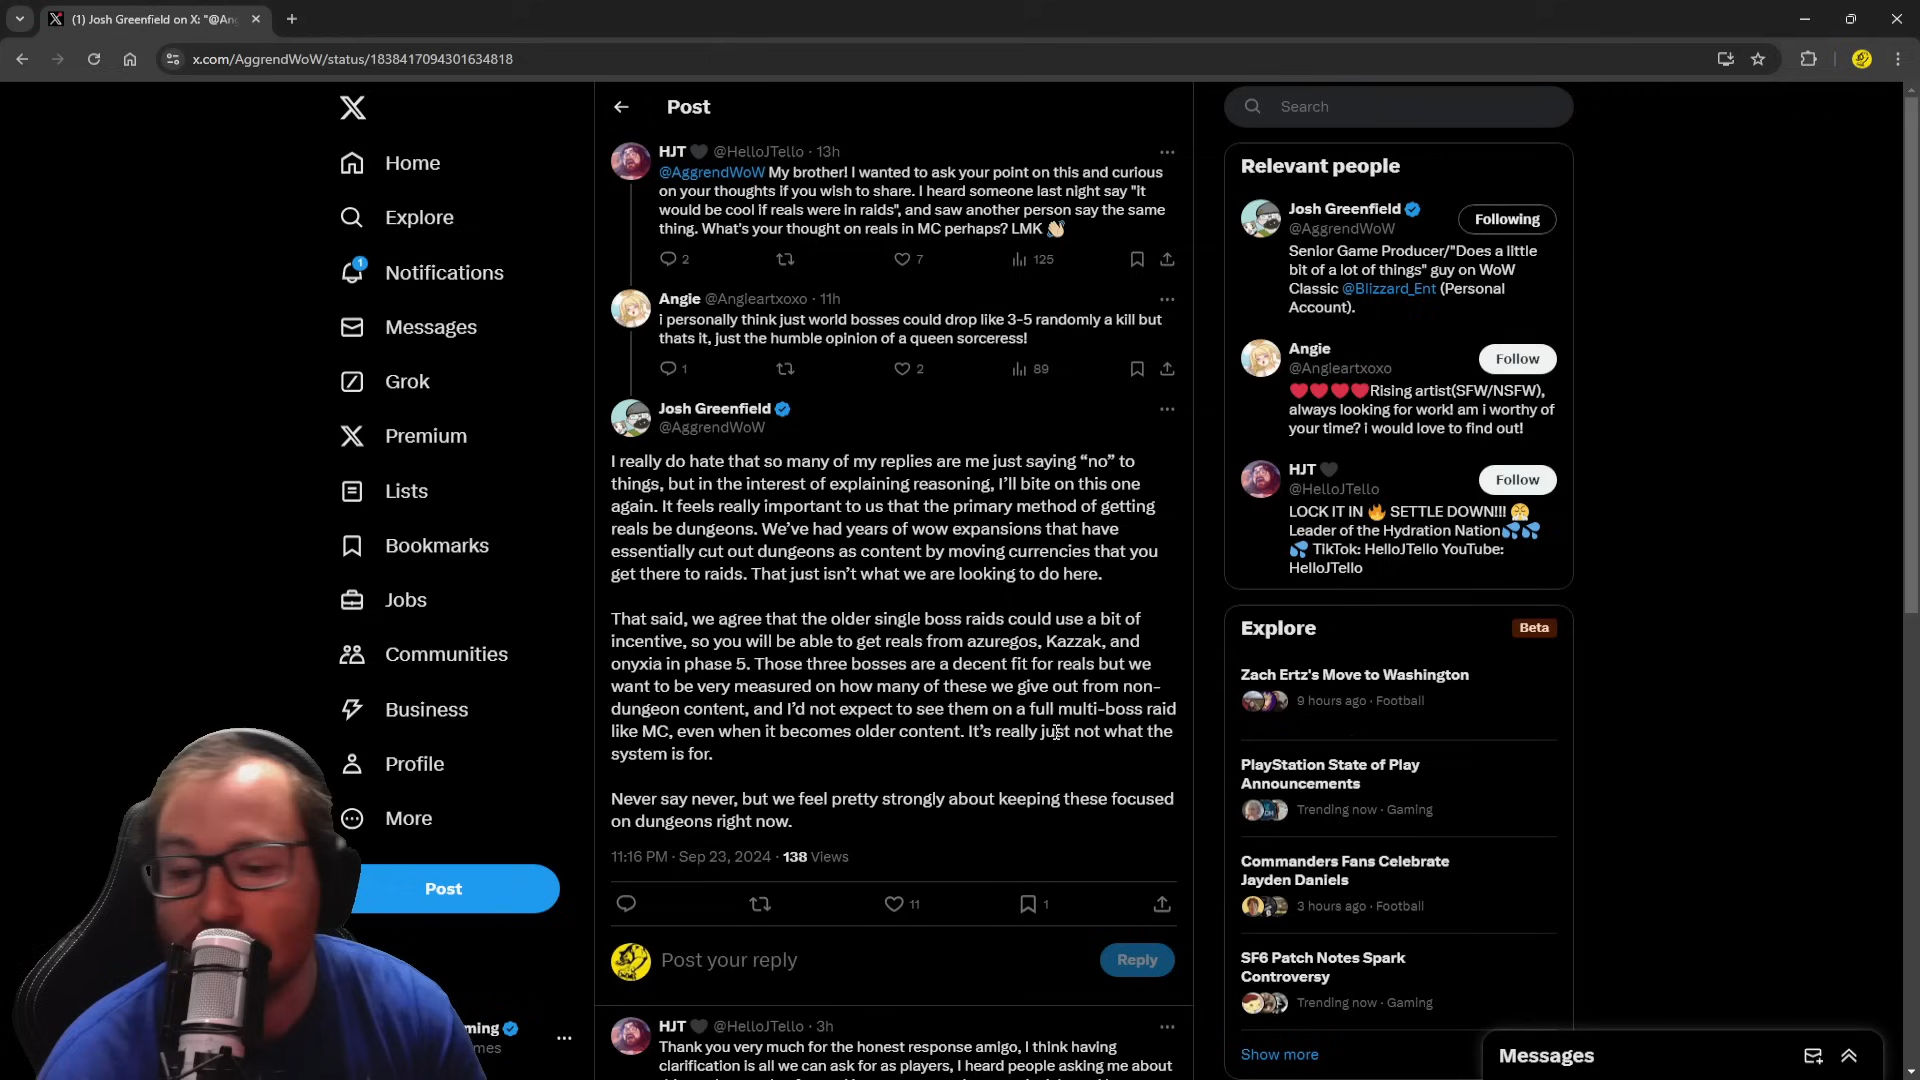 (1) Josh Greenfield on X: "@An
x.com/AggrendWoW/status/1838417094301634818
Home
Explore
1
Notifications
Messages
Grok
Premium
Lists
Bookmarks
Jobs
Communities
Business
Profile
More
Post
ming
mes
Post
HJT 🖤 @HelloJTello · 13h
@AggrendWoW My brother! I wanted to ask your point on this and curious
on your thoughts if you wish to share. I heard someone last night say "it
would be cool if reals were in raids", and saw another person say the same
thing. What's your thought on reals in MC perhaps? LMK 👋🏻
2 7 125
Angie @Angieartxoxo · 11h
i personally think just world bosses could drop like 3-5 randomly a kill but
thats it, just the humble opinion of a queen sorceress!
1 2 89
Josh Greenfield
@AggrendWoW
I really do hate that so many of my replies are me just saying “no” to
things, but in the interest of explaining reasoning, I’ll bite on this one
again. It feels really important to us that the primary method of getting
reals be dungeons. We’ve had years of wow expansions that have
essentially cut out dungeons as content by moving currencies that you
get there to raids. That just isn’t what we are looking to do here.
That said, we agree that the older single boss raids could use a bit of
incentive, so you will be able to get reals from azuregos, Kazzak, and
onyxia in phase 5. Those three bosses are a decent fit for reals but we
want to be very measured on how many of these we give out from non-
dungeon content, and I’d not expect to see them on a full multi-boss raid
like MC, even when it becomes older content. It’s really just not what the
system is for.
Never say never, but we feel pretty strongly about keeping these focused
on dungeons right now.
11:16 PM · Sep 23, 2024 · 138 Views
11 1
Post your reply
Reply
HJT 🖤 @HelloJTello · 3h
Thank you very much for the honest response amigo, I think having
clarification is all we can ask for as players, I heard people asking me about
Search
Relevant people
Josh Greenfield
@AggrendWoW
Following
Senior Game Producer/"Does a little
bit of a lot of things" guy on WoW
Classic @Blizzard_Ent (Personal
Account).
Angie
@Angieartxoxo
Follow
❤️❤️❤️❤️Rising artist(SFW/NSFW),
always looking for work! am i worthy of
your time? i would love to find out!
HJT 🖤
@HelloJTello
Follow
LOCK IT IN 🔥 SETTLE DOWN!!! 😤
Leader of the Hydration Nation💦💦
💦 TikTok: HelloJTello YouTube:
HelloJTello
Explore
Beta
Zach Ertz's Move to Washington
9 hours ago · Football
PlayStation State of Play
Announcements
Trending now · Gaming
Commanders Fans Celebrate
Jayden Daniels
3 hours ago · Football
SF6 Patch Notes Spark
Controversy
Trending now · Gaming
Show more
Messages